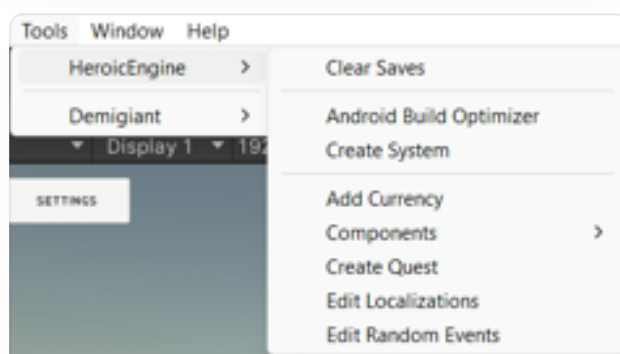 Tools Window Help
HeroicEngine
Demigiant
Display 1 192
SETTINGS
Clear Saves
Android Build Optimizer
Create System
Add Currency
Components
Create Quest
Edit Localizations
Edit Random Events